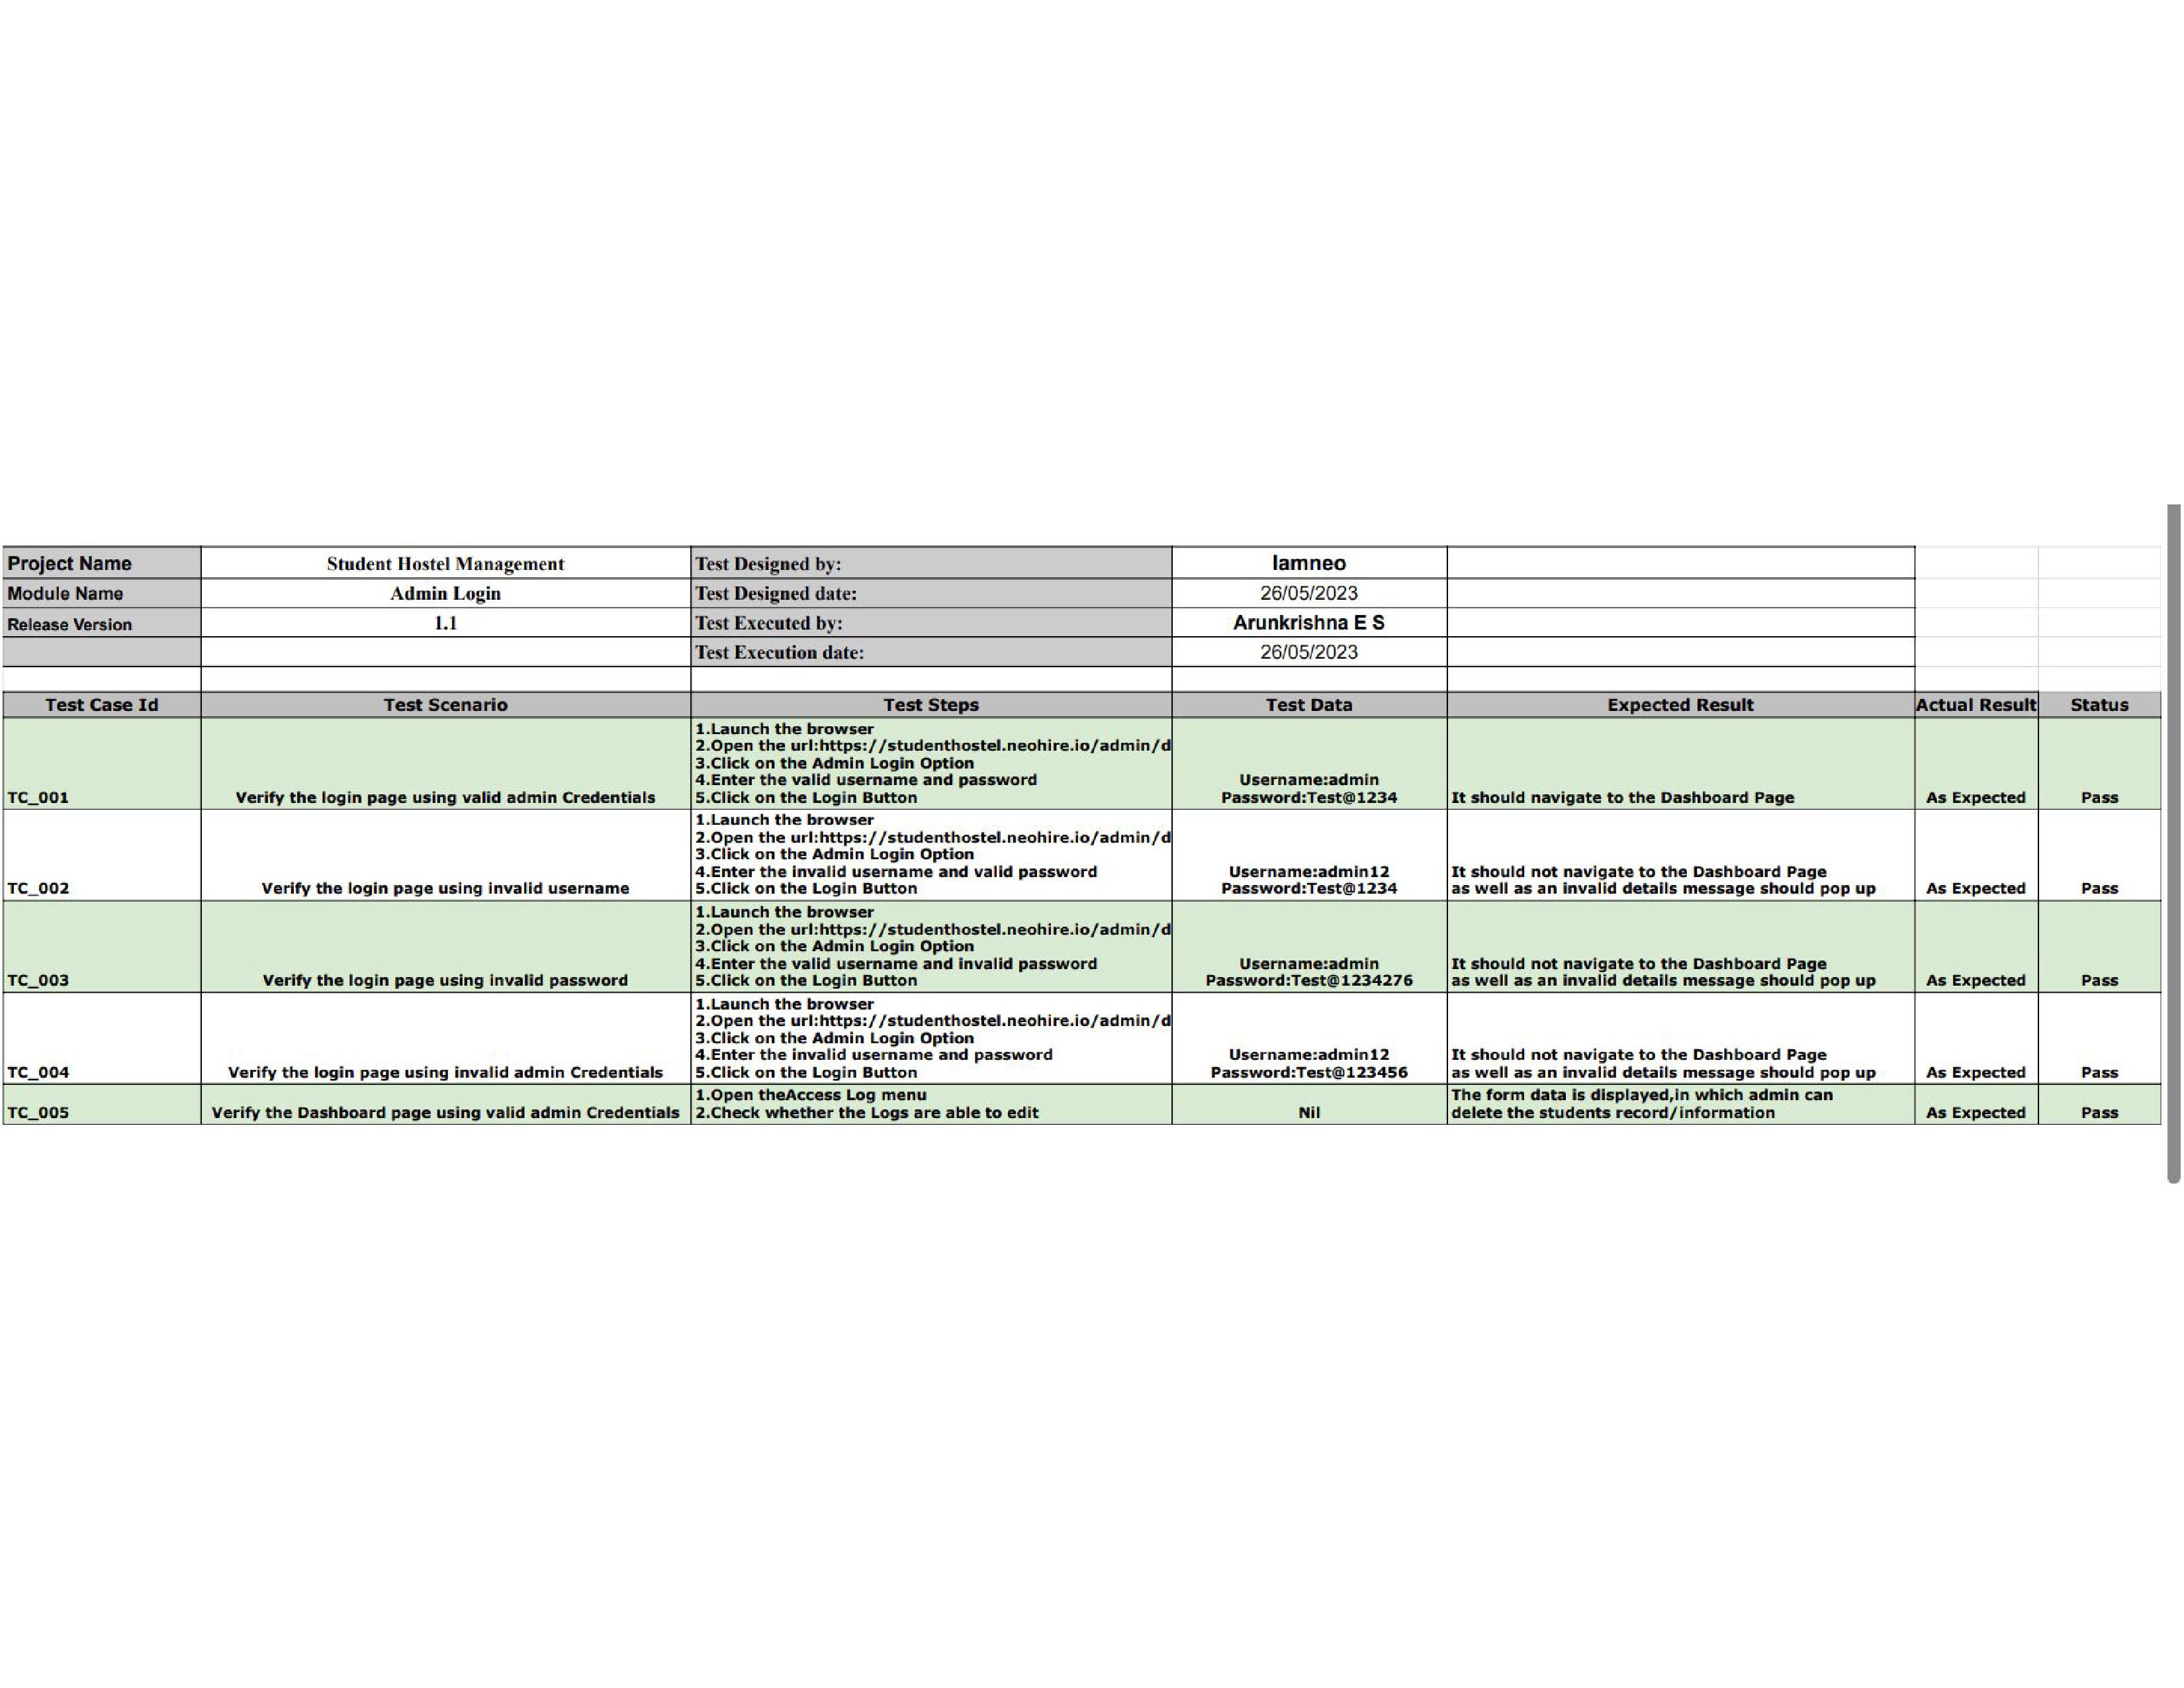 Project Name Student Hostel Management Test Designed by: Iamneo
Module Name Admin Login Test Designed date: 26/05/2023
Release Version 1.1 Test Executed by: Arunkrishna E S
Test Execution date: 26/05/2023
Test Case Id Test Scenario Test Steps Test Data Expected Result Actual Result Status
TC_001
Verify the login page using valid admin Credentials
1.Launch the browser
2.Open the url:https://studenthostel.neohire.io/admin/d
3.Click on the Admin Login Option
4.Enter the valid username and password
5.Click on the Login Button
Username:admin
Password:Test@1234
It should navigate to the Dashboard Page
As Expected
Pass
TC_002
Verify the login page using invalid username
1.Launch the browser
2.Open the url:https://studenthostel.neohire.io/admin/d
3.Click on the Admin Login Option
4.Enter the invalid username and valid password
5.Click on the Login Button
Username:admin12
Password:Test@1234
It should not navigate to the Dashboard Page
as well as an invalid details message should pop up
As Expected
Pass
TC_003
Verify the login page using invalid password
1.Launch the browser
2.Open the url:https://studenthostel.neohire.io/admin/d
3.Click on the Admin Login Option
4.Enter the valid username and invalid password
5.Click on the Login Button
Username:admin
Password:Test@1234276
It should not navigate to the Dashboard Page
as well as an invalid details message should pop up
As Expected
Pass
TC_004
Verify the login page using invalid admin Credentials
1.Launch the browser
2.Open the url:https://studenthostel.neohire.io/admin/d
3.Click on the Admin Login Option
4.Enter the invalid username and password
5.Click on the Login Button
Username:admin12
Password:Test@123456
It should not navigate to the Dashboard Page
as well as an invalid details message should pop up
As Expected
Pass
TC_005
Verify the Dashboard page using valid admin Credentials
1.Open theAccess Log menu
2.Check whether the Logs are able to edit
Nil
The form data is displayed,in which admin can
delete the students record/information
As Expected
Pass